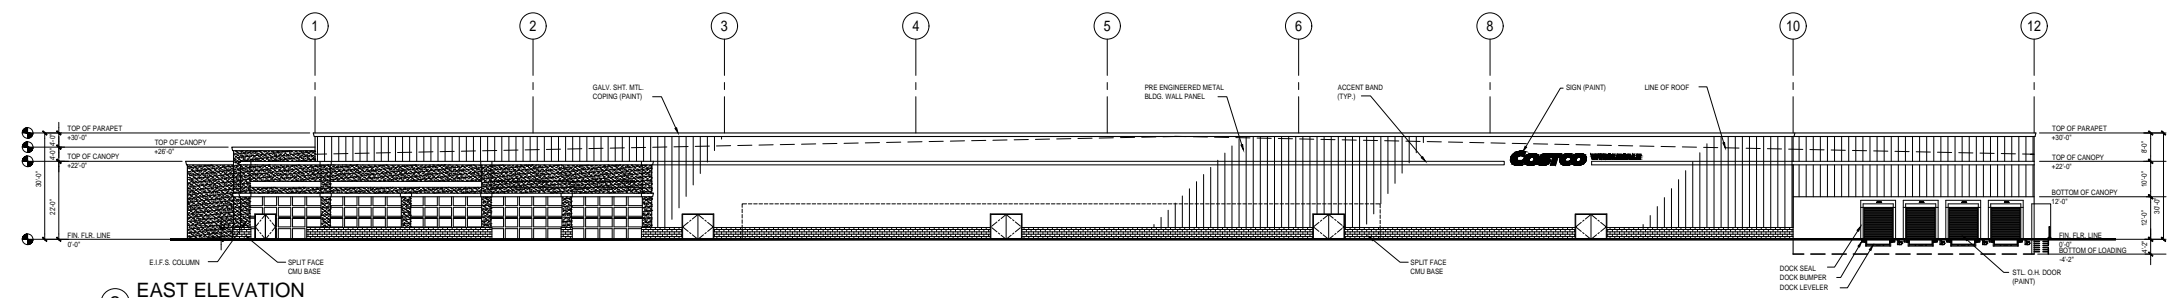 1 2 3 4 5 6 8 10 12
GALV. SHT. MTL.
COPING (PAINT)
PRE ENGINEERED METAL
BLDG. WALL PANEL
ACCENT BAND
(TYP.)
SIGN (PAINT)
LINE OF ROOF
TOP OF PARAPET
+30'-0"
TOP OF CANOPY
+26'-0"
TOP OF CANOPY
+22'-0"
FIN. FLR. LINE
0'-0"
4'-0"
4'-0"
30'-0"
22'-0"
COSTCO WHOLESALE
TOP OF PARAPET
+30'-0"
TOP OF CANOPY
+22'-0"
BOTTOM OF CANOPY
12'-0"
FIN. FLR. LINE
0'-0"
BOTTOM OF LOADING
-4'-2"
8'-0"
10'-0"
12'-0"
4'-2"
30'-0"
E.I.F.S. COLUMN
SPLIT FACE
CMU BASE
SPLIT FACE
CMU BASE
DOCK SEAL
DOCK BUMPER
DOCK LEVELER
STL. O.H. DOOR
(PAINT)
EAST ELEVATION